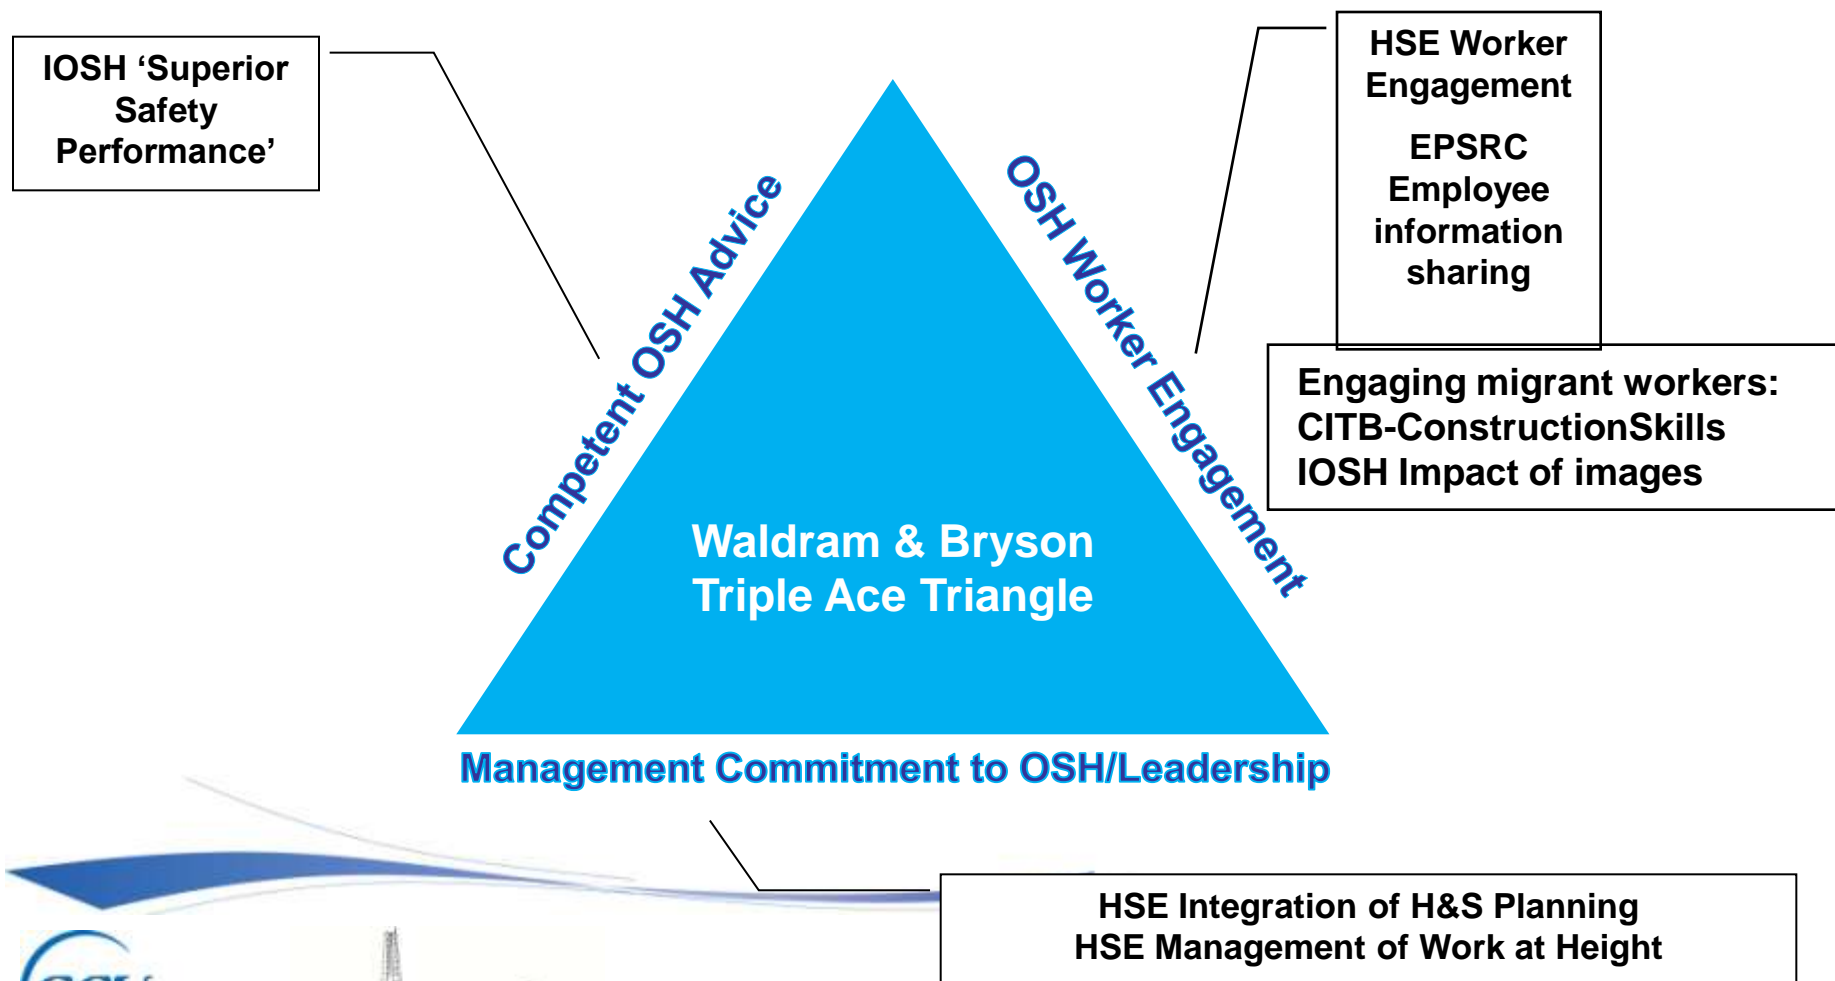 IOSH ‘Superior
Safety
Performance’
HSE Worker
Engagement
EPSRC
Employee
information
sharing
Engaging migrant workers:
CITB-ConstructionSkills
IOSH Impact of images
Competent OSH Advice
OSH Worker Engagement
Waldram & Bryson
Triple Ace Triangle
Management Commitment to OSH/Leadership
HSE Integration of H&S Planning
HSE Management of Work at Height